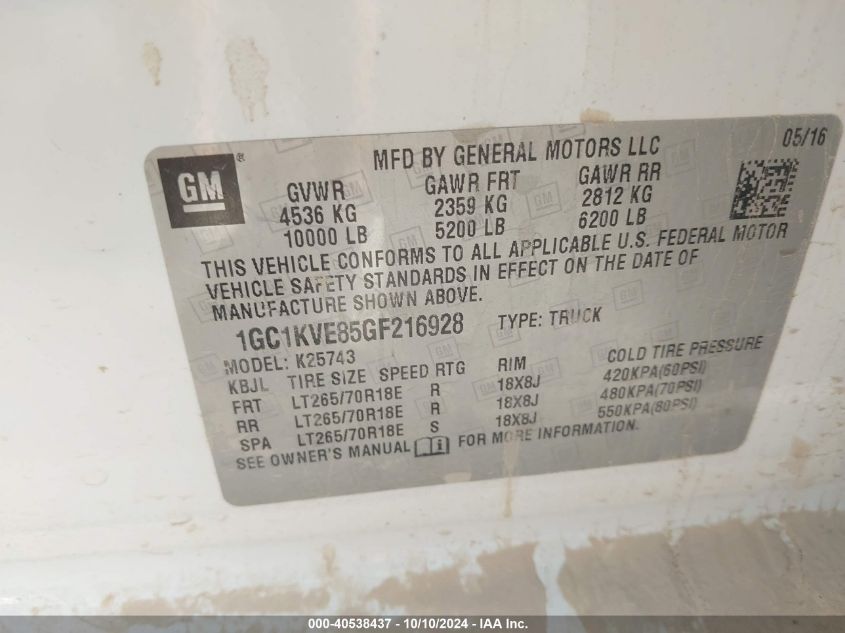 GM®
MFD BY GENERAL MOTORS LLC
05/16
GVWR GAWR FRT GAWR RR
4536 KG 2359 KG 2812 KG
10000 LB 5200 LB 6200 LB
THIS VEHICLE CONFORMS TO ALL APPLICABLE U.S. FEDERAL MOTOR
VEHICLE SAFETY STANDARDS IN EFFECT ON THE DATE OF
MANUFACTURE SHOWN ABOVE.
1GC1KVE85GF216928 TYPE: TRUCK
MODEL: K25743
KBJL TIRE SIZE SPEED RTG RIM COLD TIRE PRESSURE
FRT LT265/70R18E R 18X8J 420KPA(60PSI)
RR LT265/70R18E R 18X8J 480KPA(70PSI)
SPA LT265/70R18E S 18X8J 550KPA(80PSI)
SEE OWNER'S MANUAL FOR MORE INFORMATION.
000-40538437 - 10/10/2024 - IAA Inc.